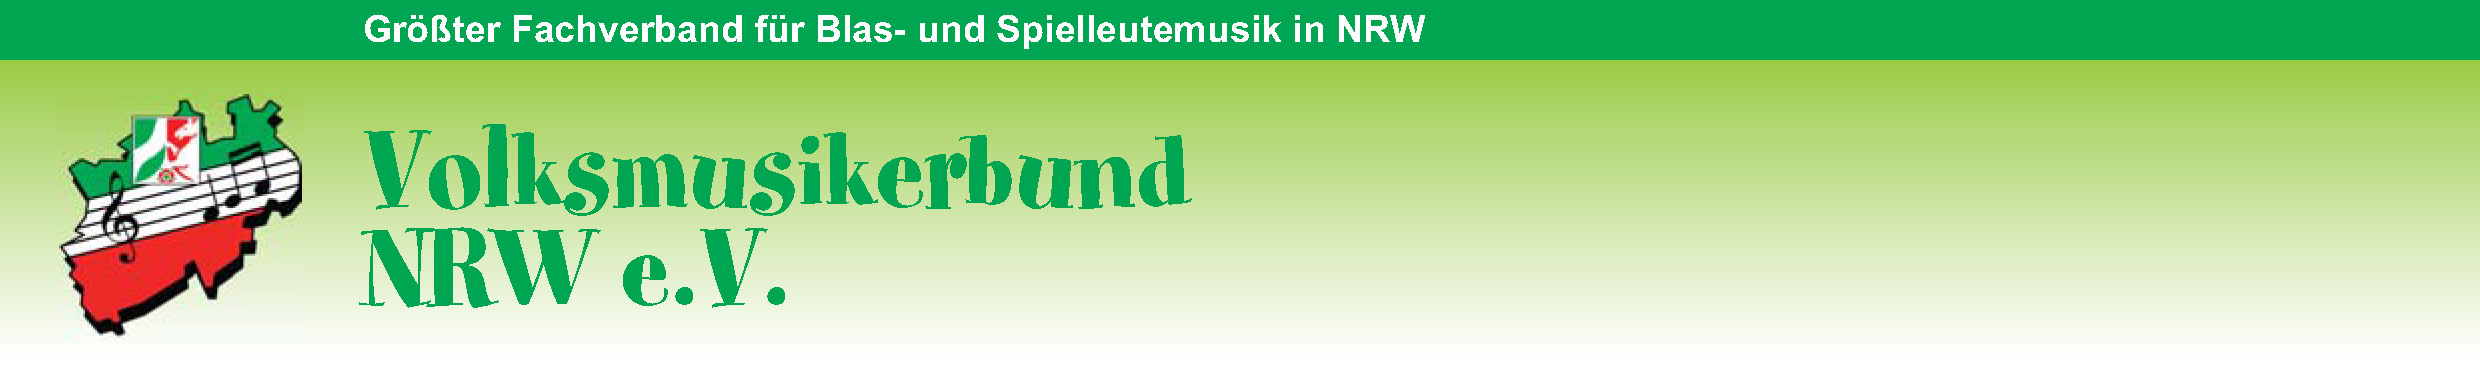 Größter Fachverband für Blas- und Spielleutemusik in NRW
Volksmusikerbund
NRW e.V.